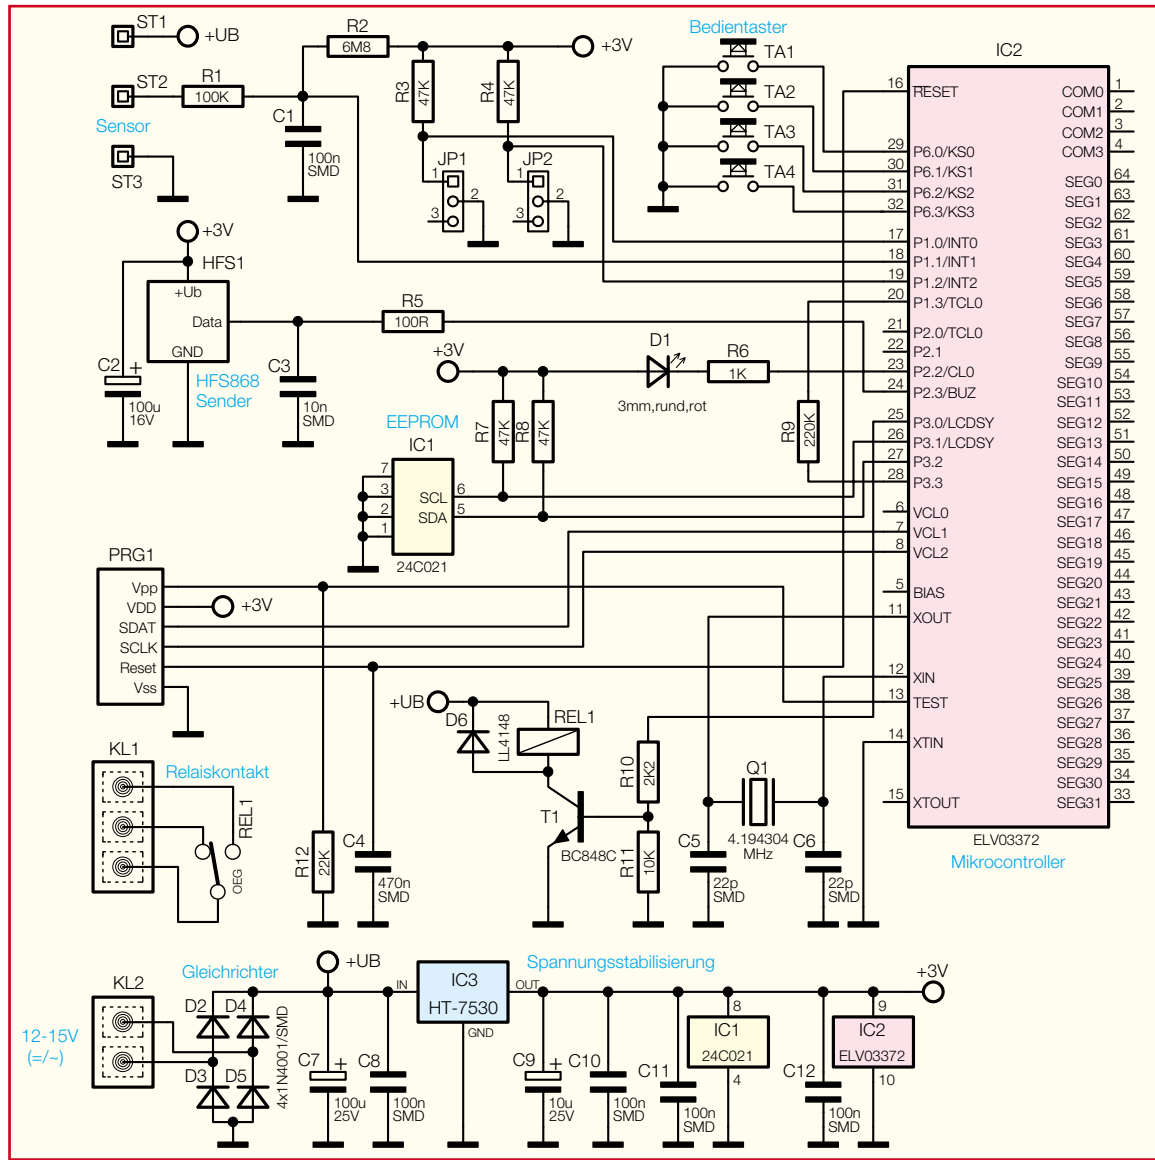 ST1
+UB
R2
6M8
+3V
Bedientaster
TA1
IC2
ST2
R1
100K
R3
47K
R4
47K
TA2
16
RESET
COM0
1
COM1
2
Sensor
C1
100n
SMD
TA3
COM2
3
29
P6.0/KS0
COM3
4
ST3
JP1
1
2
3
JP2
1
2
3
TA4
30
P6.1/KS1
31
P6.2/KS2
32
P6.3/KS3
SEG0
64
SEG1
63
SEG2
62
17
P1.0/INT0
SEG3
61
18
P1.1/INT1
SEG4
60
19
P1.2/INT2
SEG5
59
20
P1.3/TCL0
SEG6
58
21
P2.0/TCL0
SEG7
57
22
P2.1
SEG8
56
23
P2.2/CL0
SEG9
55
24
P2.3/BUZ
SEG10
54
SEG11
53
25
P3.0/LCDSY
SEG12
52
26
P3.1/LCDSY
SEG13
51
27
P3.2
SEG14
50
28
P3.3
SEG15
49
SEG16
48
6
VCL0
SEG17
47
7
VCL1
SEG18
46
8
VCL2
SEG19
45
SEG20
44
5
BIAS
SEG21
43
11
XOUT
SEG22
42
SEG23
41
SEG24
40
12
XIN
SEG25
39
13
TEST
SEG26
38
SEG27
37
14
XTIN
SEG28
36
SEG29
35
SEG30
34
15
XTOUT
SEG31
33
ELV03372
Mikrocontroller
+3V
HFS1
+Ub
Data
GND
C2
+
100u
16V
HFS868
Sender
C3
10n
SMD
R5
100R
+3V
D1
3mm,rund,rot
R6
1K
R7
47K
R8
47K
R9
220K
EEPROM
IC1
7
3
2
1
SCL
6
SDA
5
24C021
PRG1
Vpp
VDD
+3V
SDAT
SCLK
Reset
Vss
+UB
D6
LL4148
REL1
R10
2K2
Q1
4.194304
MHz
KL1
Relaiskontakt
REL1
OEG
R12
22K
C4
470n
SMD
T1
BC848C
R11
10K
C5
22p
SMD
C6
22p
SMD
KL2
12-15V
(=/~)
Gleichrichter
D2
D4
D3
D5
4x1N4001/SMD
+UB
C7
+
100u
25V
C8
100n
SMD
IN
IC3
HT-7530
OUT
GND
Spannungsstabilisierung
C9
+
10u
25V
C10
100n
SMD
C11
100n
SMD
8
IC1
24C021
4
C12
100n
SMD
9
IC2
ELV03372
10
+3V